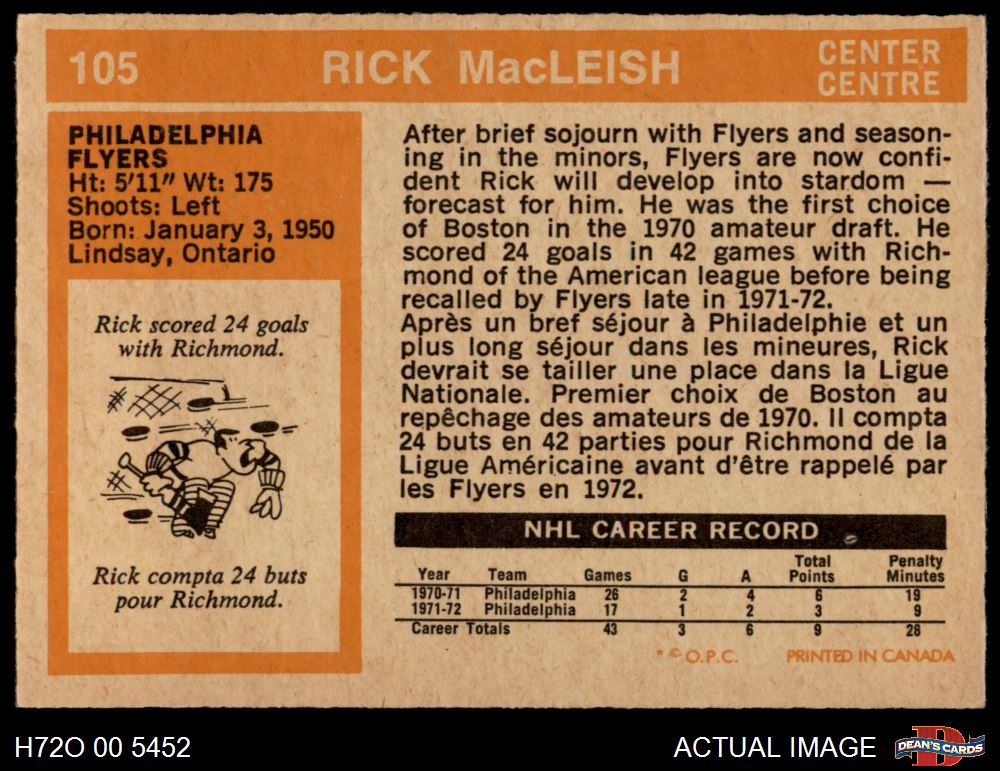 105 RICK MacLEISH CENTER
CENTRE
PHILADELPHIA
FLYERS
Ht: 5'11" Wt: 175
Shoots: Left
Born: January 3, 1950
Lindsay, Ontario
Rick scored 24 goals
with Richmond.
Rick compta 24 buts
pour Richmond.
After brief sojourn with Flyers and season-
ing in the minors, Flyers are now confi-
dent Rick will develop into stardom —
forecast for him. He was the first choice
of Boston in the 1970 amateur draft. He
scored 24 goals in 42 games with Rich-
mond of the American league before being
recalled by Flyers late in 1971-72.
Après un bref séjour à Philadelphie et un
plus long séjour dans les mineures, Rick
devrait se tailler une place dans la Ligue
Nationale. Premier choix de Boston au
repêchage des amateurs de 1970. Il compta
24 buts en 42 parties pour Richmond de la
Ligue Américaine avant d'être rappelé par
les Flyers en 1972.
NHL CAREER RECORD
Year Team Games G A Total Points Penalty Minutes
1970-71 Philadelphia 26 2 4 6 19
1971-72 Philadelphia 17 1 2 3 9
Career Totals 43 3 6 9 28
* © O.P.C. PRINTED IN CANADA
H72O 00 5452 ACTUAL IMAGE DEAN'S CARDS